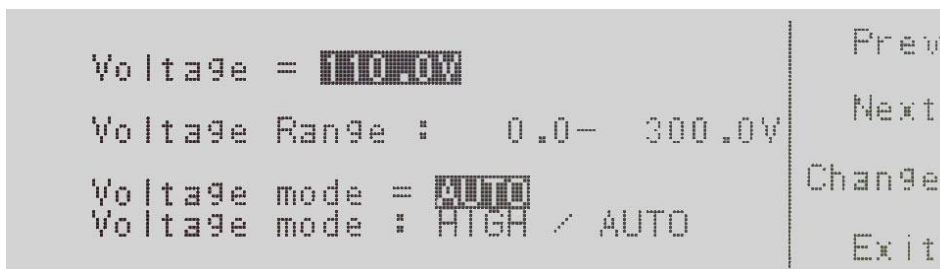 Voltage = 110.0V
Voltage Range : 0.0- 300.0V
Voltage mode = AUTO
Voltage mode : HIGH / AUTO
Prev
Next
Change
Exit